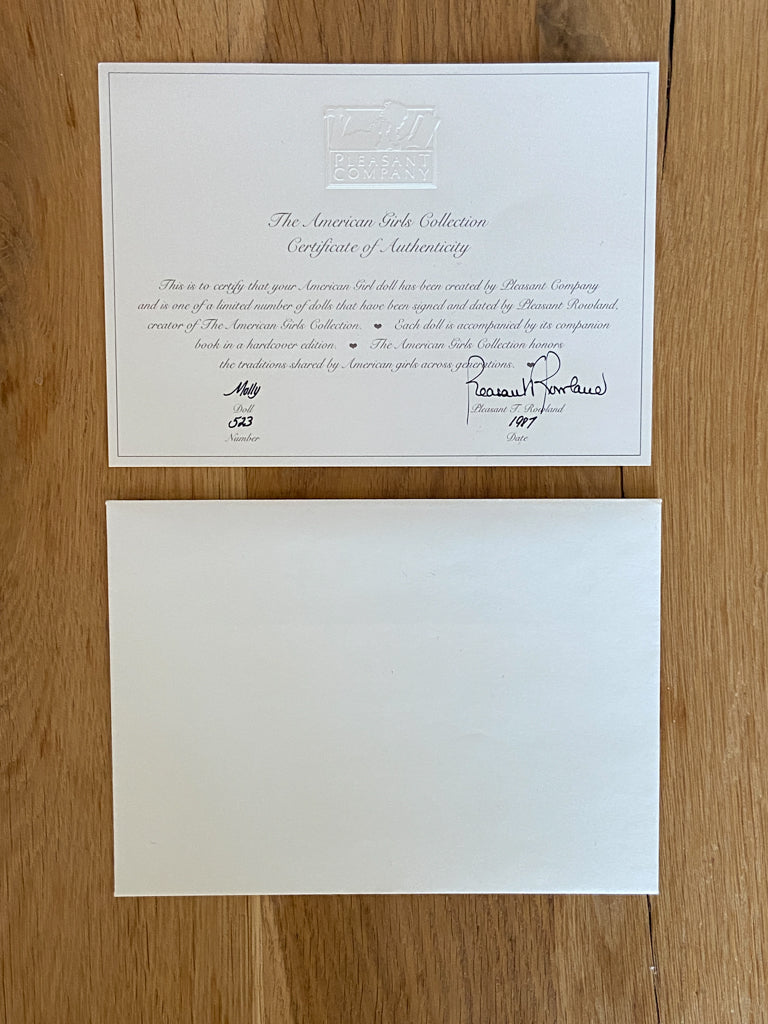 PLEASANT
COMPANY
The American Girls Collection
Certificate of Authenticity
This is to certify that your American Girl doll has been created by Pleasant Company
and is one of a limited number of dolls that have been signed and dated by Pleasant Rowland,
creator of The American Girls Collection. ❤ Each doll is accompanied by its companion
book in a hardcover edition. ❤ The American Girls Collection honors
the traditions shared by American girls across generations. ❤
Molly
Doll
523
Number
Pleasant T. Rowland
Pleasant T. Rowland
1987
Date